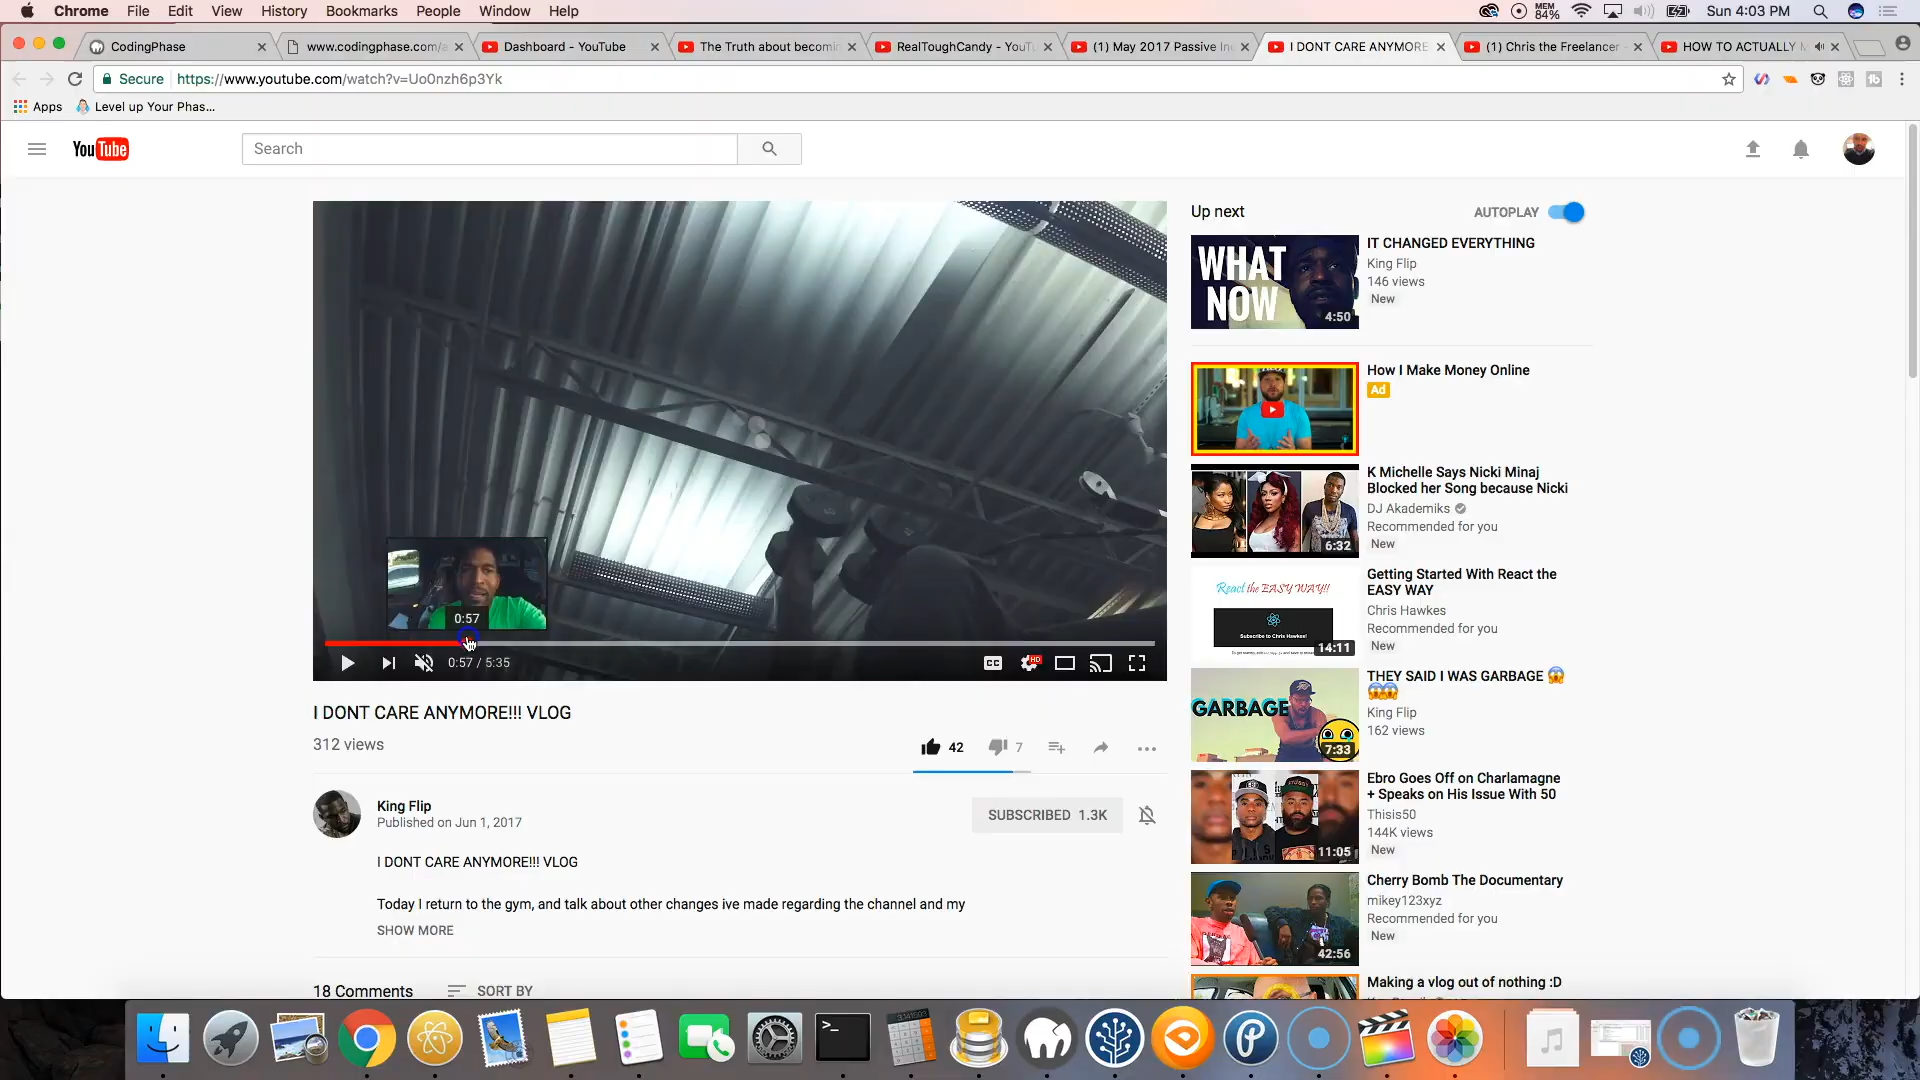 Chrome File Edit View History Bookmarks People Window Help
MEM
84%
Sun 4:03 PM
CodingPhase
www.codingphase.com/
Dashboard - YouTube
The Truth about becomi
RealToughCandy - YouT
(1) May 2017 Passive In
I DONT CARE ANYMORE
(1) Chris the Freelancer
HOW TO ACTUALLY
Secure https://www.youtube.com/watch?v=Uo0nzh6p3Yk
Apps Level up Your Phas...
YouTube
Search
Up next
AUTOPLAY
WHAT
NOW
4:50
IT CHANGED EVERYTHING
King Flip
146 views
New
How I Make Money Online
Ad
K Michelle Says Nicki Minaj
Blocked her Song because Nicki
DJ Akademiks
Recommended for you
New
6:32
React the EASY WAY!!
Subscribe to Chris Hawkes!
14:11
Getting Started With React the
EASY WAY
Chris Hawkes
Recommended for you
New
GARBAGE
7:33
THEY SAID I WAS GARBAGE 😱
😱😱
King Flip
162 views
11:05
Ebro Goes Off on Charlamagne
+ Speaks on His Issue With 50
Thisis50
144K views
New
42:56
Cherry Bomb The Documentary
mikey123xyz
Recommended for you
New
Making a vlog out of nothing :D
0:57
0:57 / 5:35
CC
HD
I DONT CARE ANYMORE!!! VLOG
312 views
42
7
King Flip
Published on Jun 1, 2017
SUBSCRIBED 1.3K
I DONT CARE ANYMORE!!! VLOG
Today I return to the gym, and talk about other changes ive made regarding the channel and my
SHOW MORE
18 Comments
SORT BY